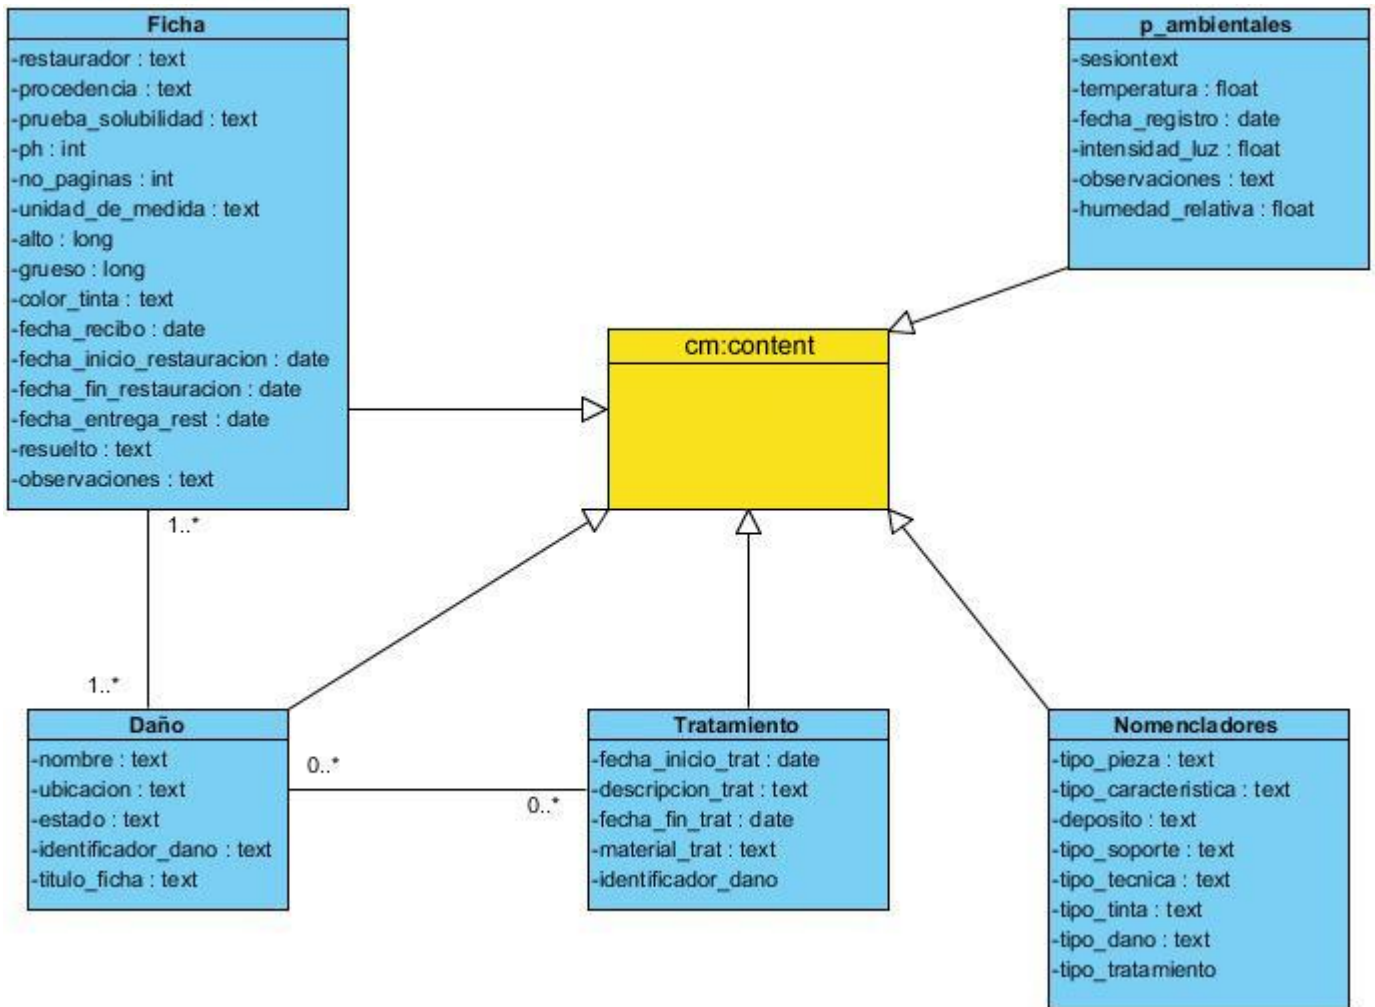 Ficha
-restaurador : text
-procedencia : text
-prueba_solubilidad : text
-ph : int
-no_paginas : int
-unidad_de_medida : text
-alto : long
-grueso : long
-color_tinta : text
-fecha_recibo : date
-fecha_inicio_restauracion : date
-fecha_fin_restauracion : date
-fecha_entrega_rest : date
-resuelto : text
-observaciones : text
p_ambientales
-sesiontext
-temperatura : float
-fecha_registro : date
-intensidad_luz : float
-observaciones : text
-humedad_relativa : float
cm:content
1..*
1..*
Daño
-nombre : text
-ubicacion : text
-estado : text
-identificador_dano : text
-titulo_ficha : text
0..*
0..*
Tratamiento
-fecha_inicio_trat : date
-descripcion_trat : text
-fecha_fin_trat : date
-material_trat : text
-identificador_dano
Nomencladores
-tipo_pieza : text
-tipo_caracteristica : text
-deposito : text
-tipo_soporte : text
-tipo_tecnica : text
-tipo_tinta : text
-tipo_dano : text
-tipo_tratamiento